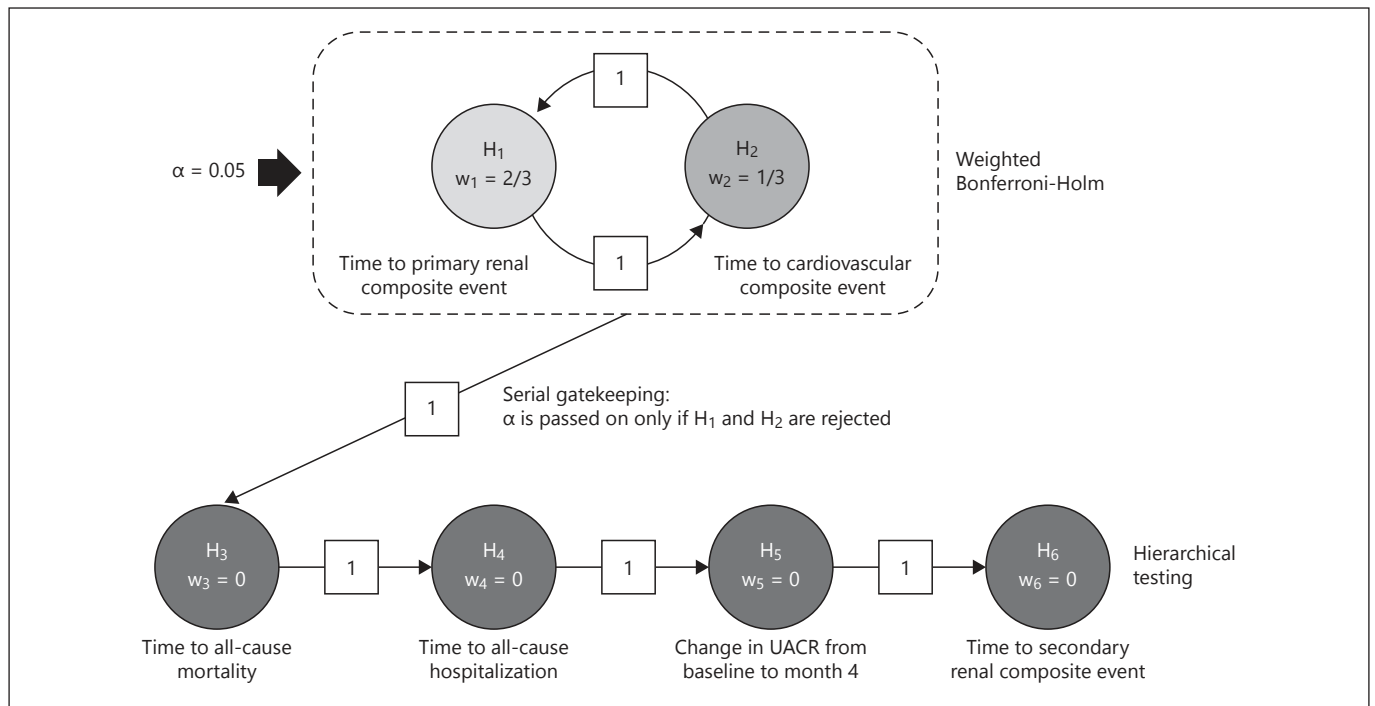 1
H₁
w₁ = 2/3
H₂
w₂ = 1/3
α = 0.05
Weighted
Bonferroni-Holm
1
Time to primary renal
composite event
Time to cardiovascular
composite event
1
Serial gatekeeping:
α is passed on only if H₁ and H₂ are rejected
H₃
w₃ = 0
1
H₄
w₄ = 0
1
H₅
w₅ = 0
1
H₆
w₆ = 0
Hierarchical
testing
Time to all-cause
mortality
Time to all-cause
hospitalization
Change in UACR from
baseline to month 4
Time to secondary
renal composite event